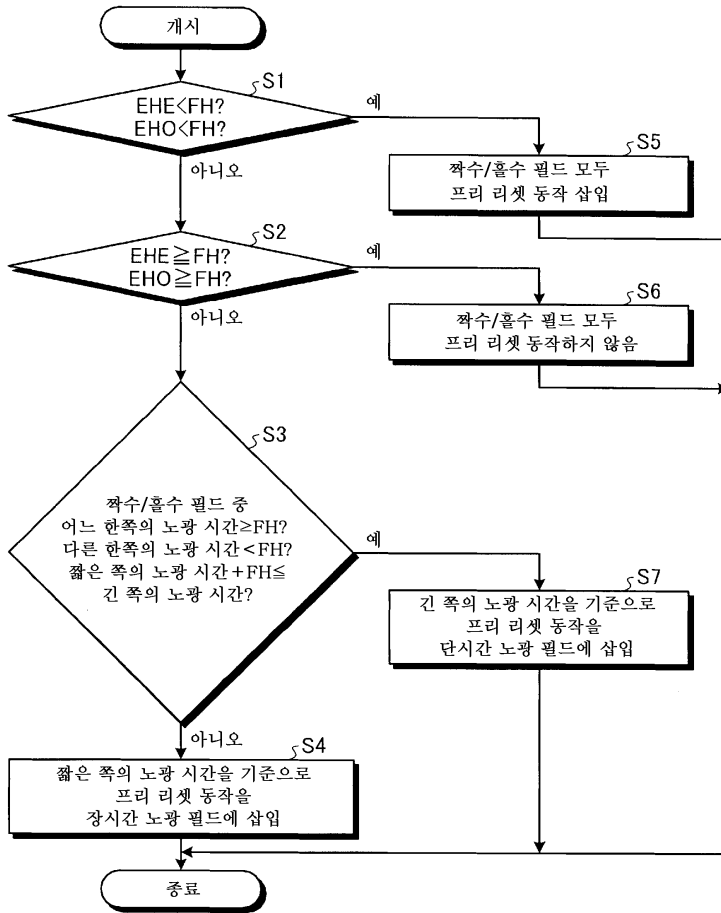 개시
S1
EHE<FH?
EHO<FH?
예
아니오
S5
짝수/홀수 필드 모두
프리 리셋 동작 삽입
S2
EHE≧FH?
EHO≧FH?
예
아니오
S6
짝수/홀수 필드 모두
프리 리셋 동작하지 않음
S3
짝수/홀수 필드 중
어느 한쪽의 노광 시간≥FH?
다른 한쪽의 노광 시간<FH?
짧은 쪽의 노광 시간+FH≦
긴 쪽의 노광 시간?
예
아니오
S7
긴 쪽의 노광 시간을 기준으로
프리 리셋 동작을
단시간 노광 필드에 삽입
S4
짧은 쪽의 노광 시간을 기준으로
프리 리셋 동작을
장시간 노광 필드에 삽입
종료